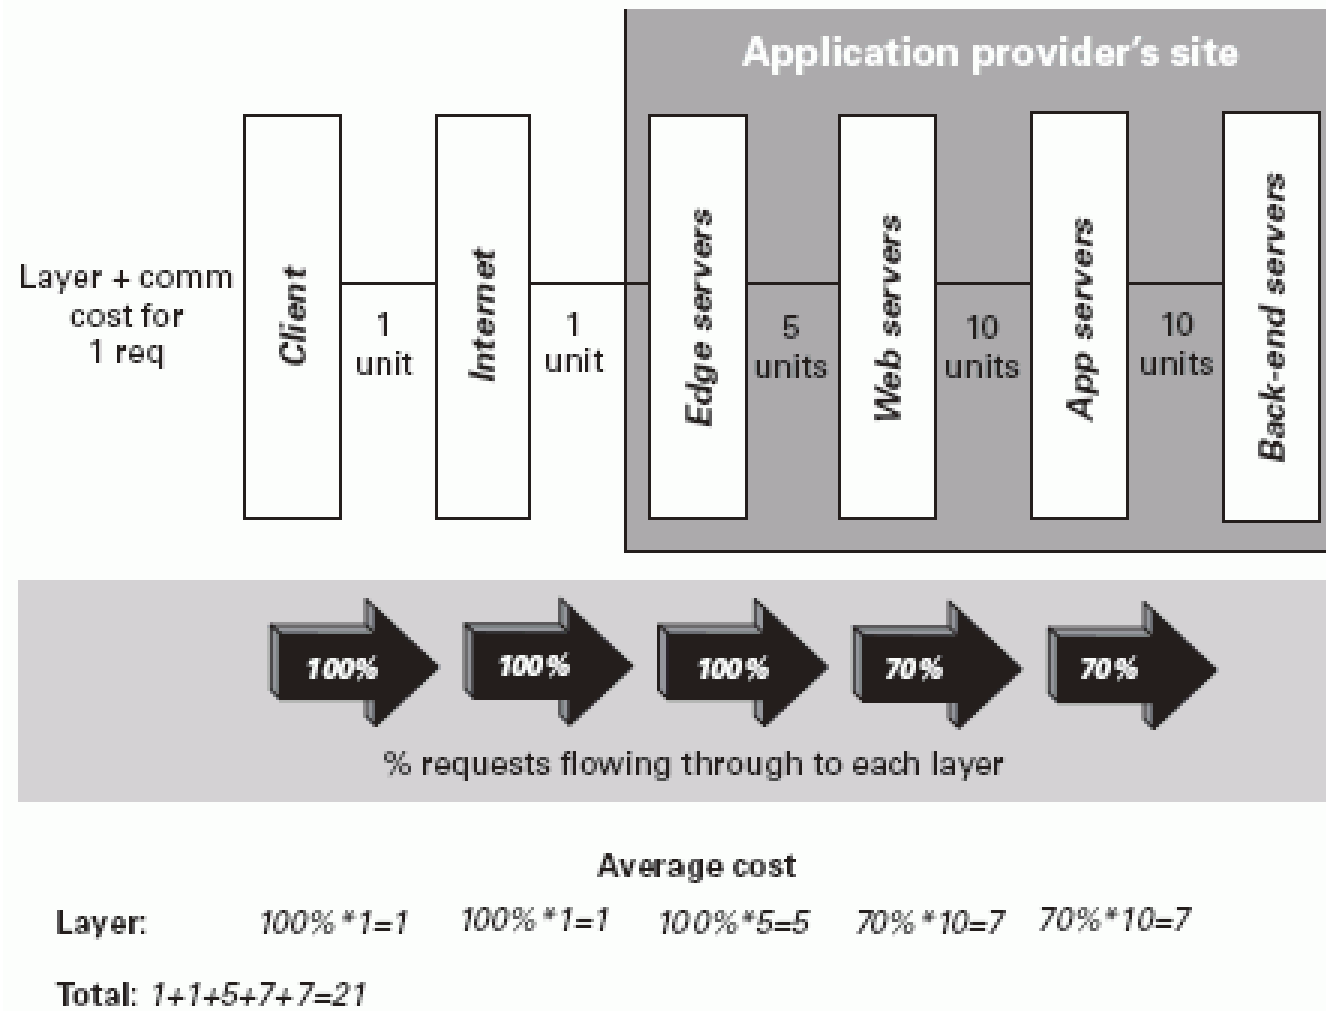 Application provider's site
Layer + comm
cost for
1 req
Client
1
unit
Internet
1
unit
Edge servers
5
units
Web servers
10
units
App servers
10
units
Back-end servers
100%
100%
100%
70%
70%
% requests flowing through to each layer
Average cost
Layer: 100%*1=1 100%*1=1 100%*5=5 70%*10=7 70%*10=7
Total: 1+1+5+7+7=21